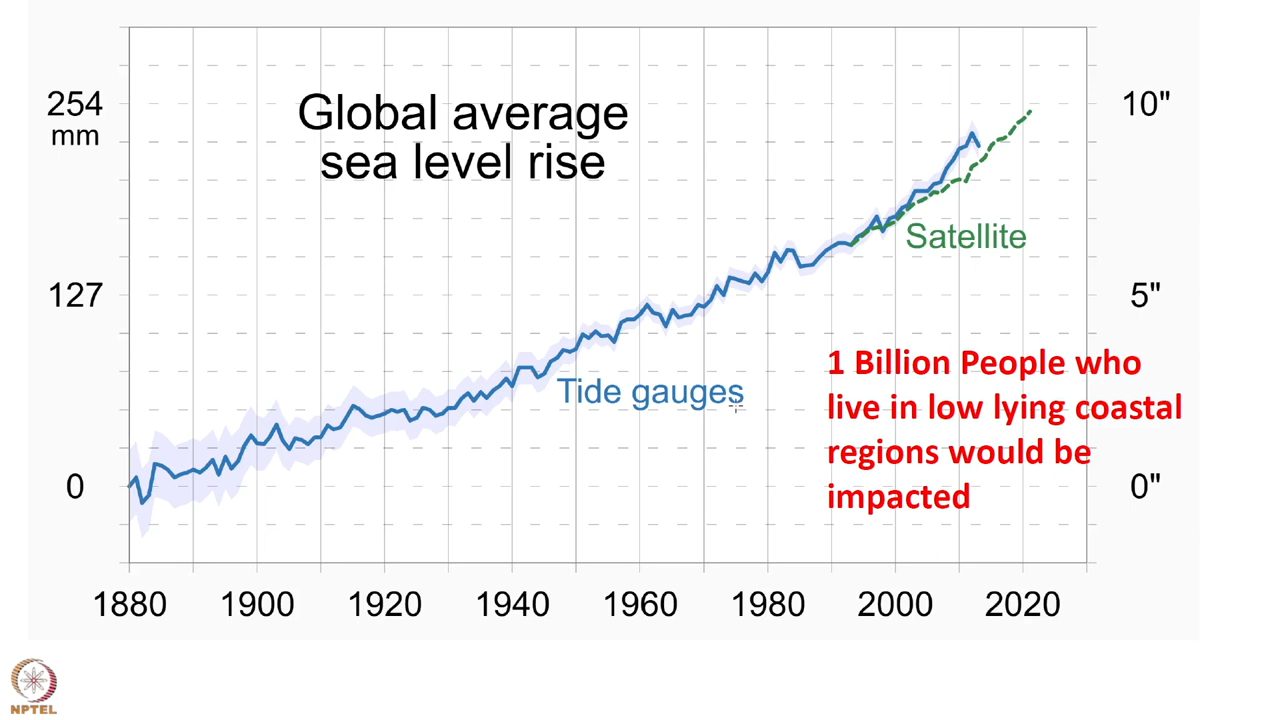 Global average
sea level rise
254
mm
127
0
10"
5"
0"
Satellite
Tide gauges
1 Billion People who
live in low lying coastal
regions would be
impacted
1880 1900 1920 1940 1960 1980 2000 2020
NPTEL